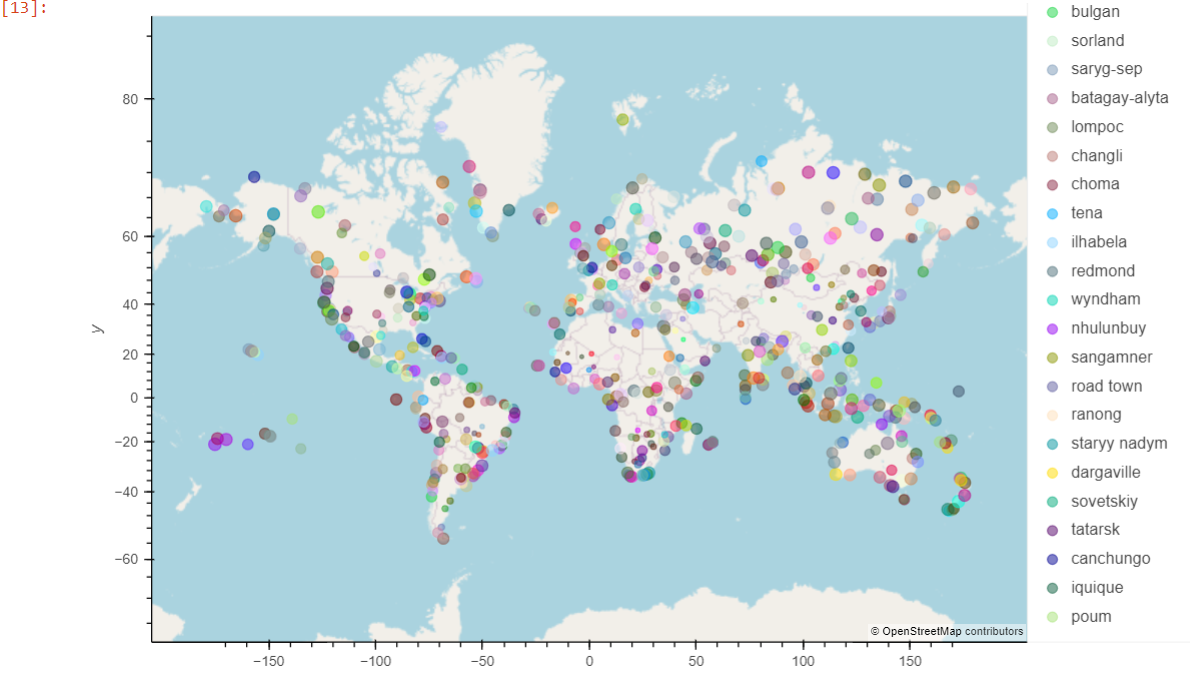 [13]:
80
60
40
20
0
−20
−40
−60
y
−150
−100
−50
0
50
100
150
© OpenStreetMap contributors
bulgan
sorland
saryg-sep
batagay-alyta
lompoc
changli
choma
tena
ilhabela
redmond
wyndham
nhulunbuy
sangamner
road town
ranong
staryy nadym
dargaville
sovetskiy
tatarsk
canchungo
iquique
poum